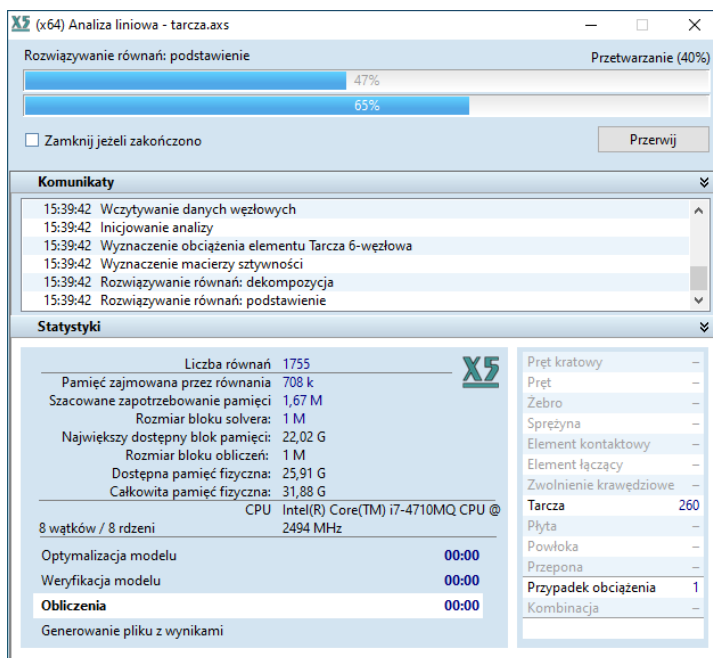 X5 (x64) Analiza liniowa - tarcza.axs
Rozwiązywanie równań: podstawienie Przetwarzanie (40%)
47%
65%
Zamknij jeżeli zakończono Przerwij
Komunikaty
15:39:42 Wczytywanie danych węzłowych
15:39:42 Inicjowanie analizy
15:39:42 Wyznaczenie obciążenia elementu Tarcza 6-węzłowa
15:39:42 Wyznaczenie macierzy sztywności
15:39:42 Rozwiązywanie równań: dekompozycja
15:39:42 Rozwiązywanie równań: podstawienie
Statystyki
X5
Liczba równań 1755
Pamięć zajmowana przez równania 708 k
Szacowane zapotrzebowanie pamięci 1,67 M
Rozmiar bloku solvera: 1 M
Największy dostępny blok pamięci: 22,02 G
Rozmiar bloku obliczeń: 1 M
Dostępna pamięć fizyczna: 25,91 G
Całkowita pamięć fizyczna: 31,88 G
CPU Intel(R) Core(TM) i7-4710MQ CPU @
8 wątków / 8 rdzeni 2494 MHz
Optymalizacja modelu 00:00
Weryfikacja modelu 00:00
Obliczenia 00:00
Generowanie pliku z wynikami
Pręt kratowy –
Pręt –
Żebro –
Sprężyna –
Element kontaktowy –
Element łączący –
Zwolnienie krawędziowe –
Tarcza 260
Płyta –
Powłoka –
Przepona –
Przypadek obciążenia 1
Kombinacja –